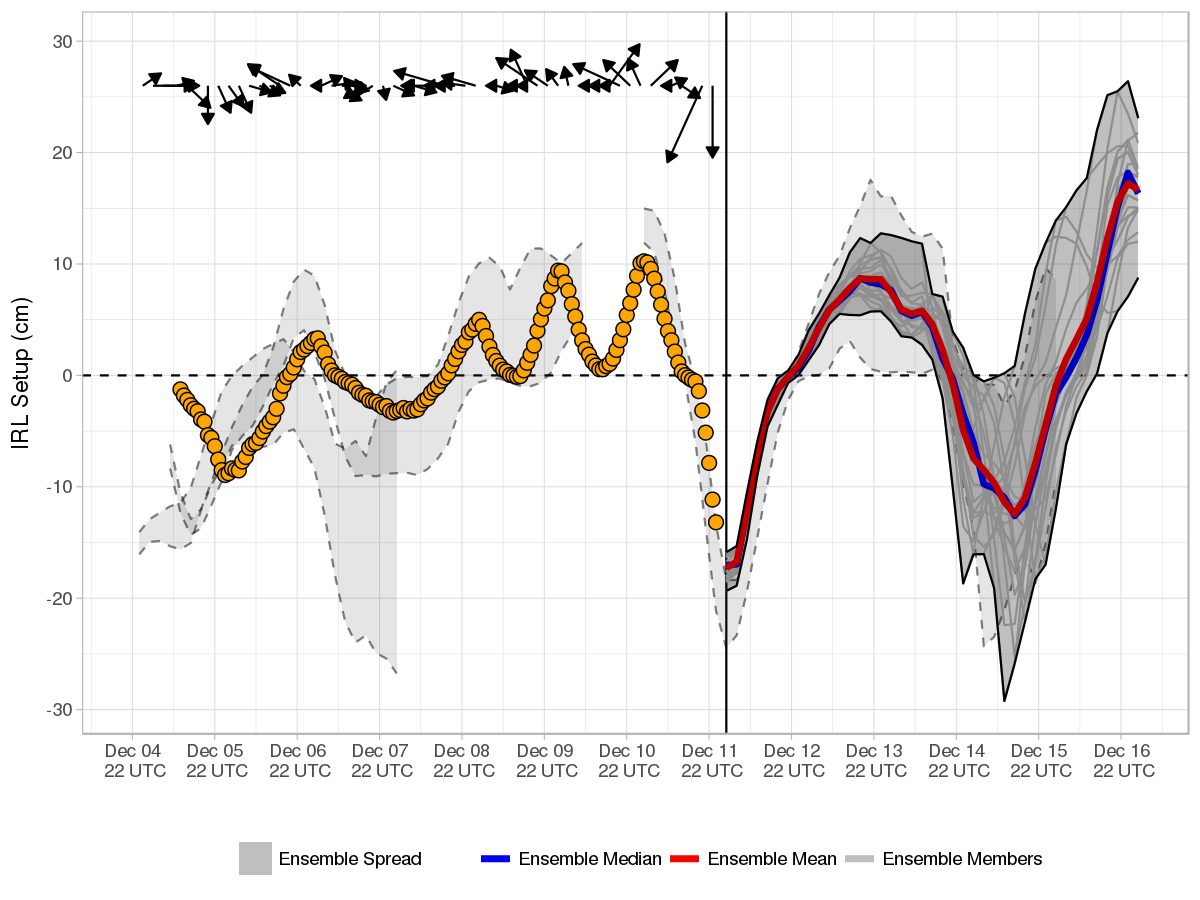 IRL Setup (cm)
30
20
10
0
-10
-20
-30
Dec 04 Dec 05 Dec 06 Dec 07 Dec 08 Dec 09 Dec 10 Dec 11 Dec 12 Dec 13 Dec 14 Dec 15 Dec 16
22 UTC 22 UTC 22 UTC 22 UTC 22 UTC 22 UTC 22 UTC 22 UTC 22 UTC 22 UTC 22 UTC 22 UTC 22 UTC
Ensemble Spread Ensemble Median Ensemble Mean Ensemble Members